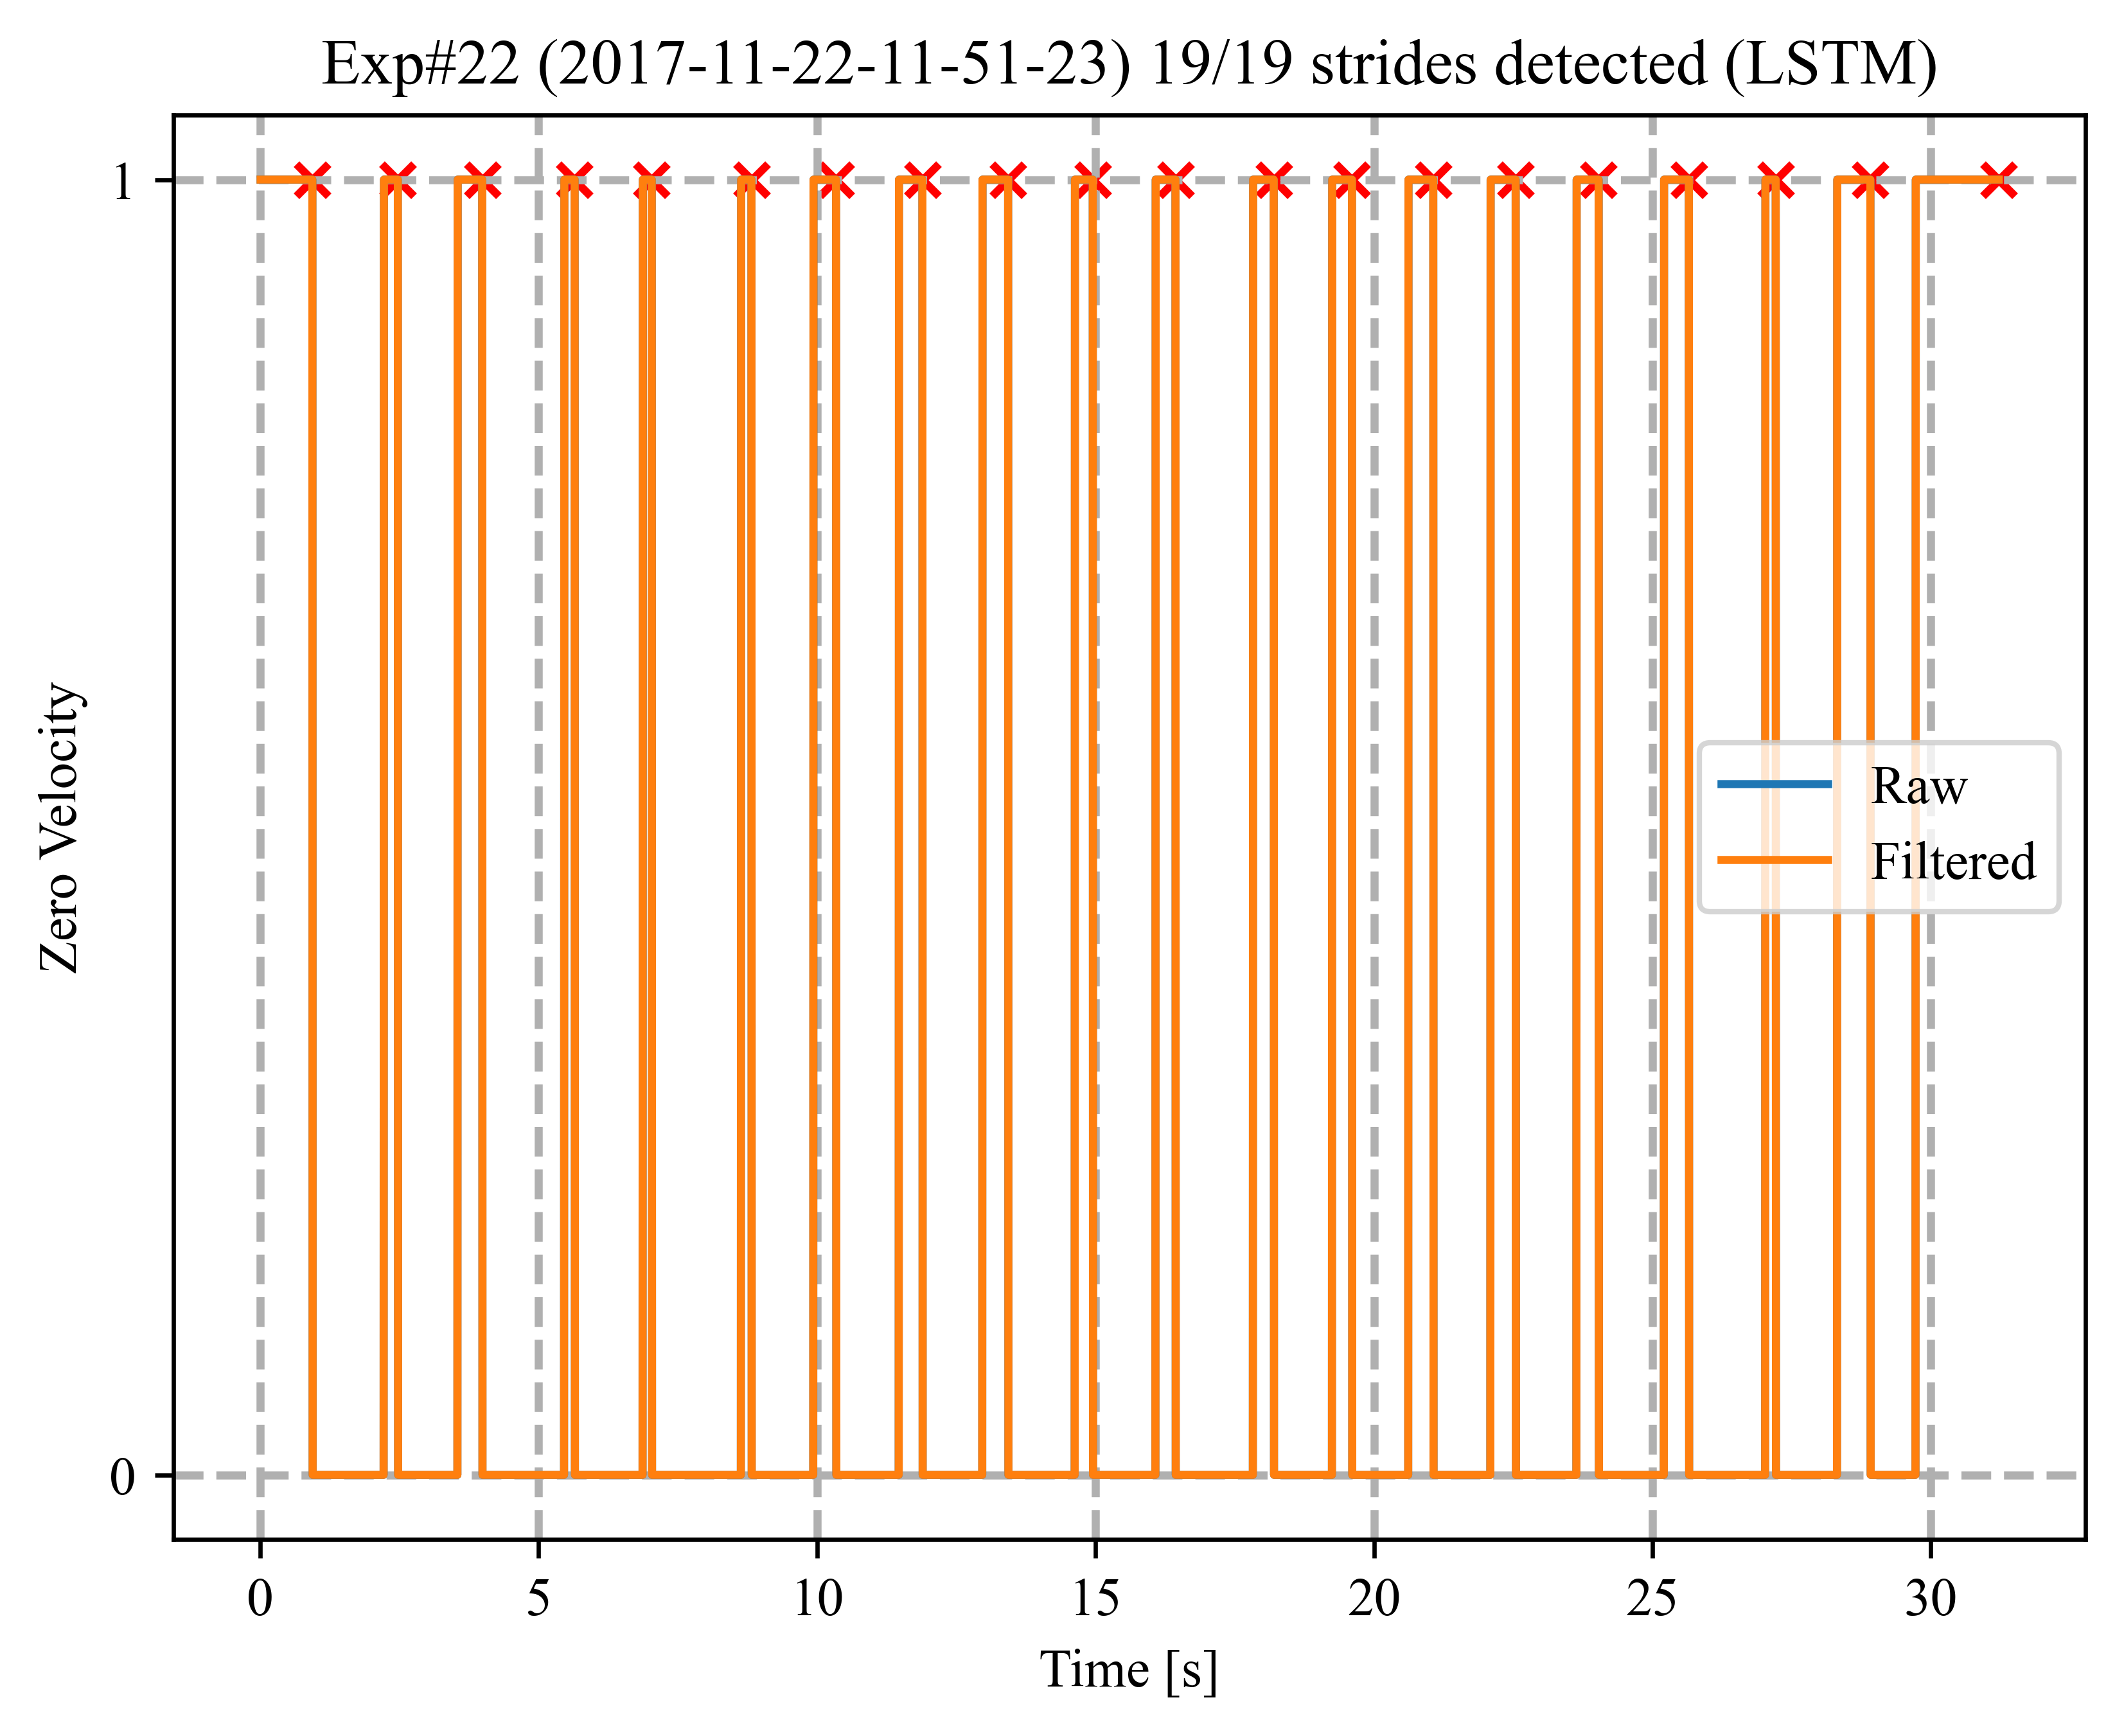 Exp#22 (2017-11-22-11-51-23) 19/19 strides detected (LSTM)
1
Zero Velocity
Raw
Filtered
0
0 5 10 15 20 25 30
Time [s]